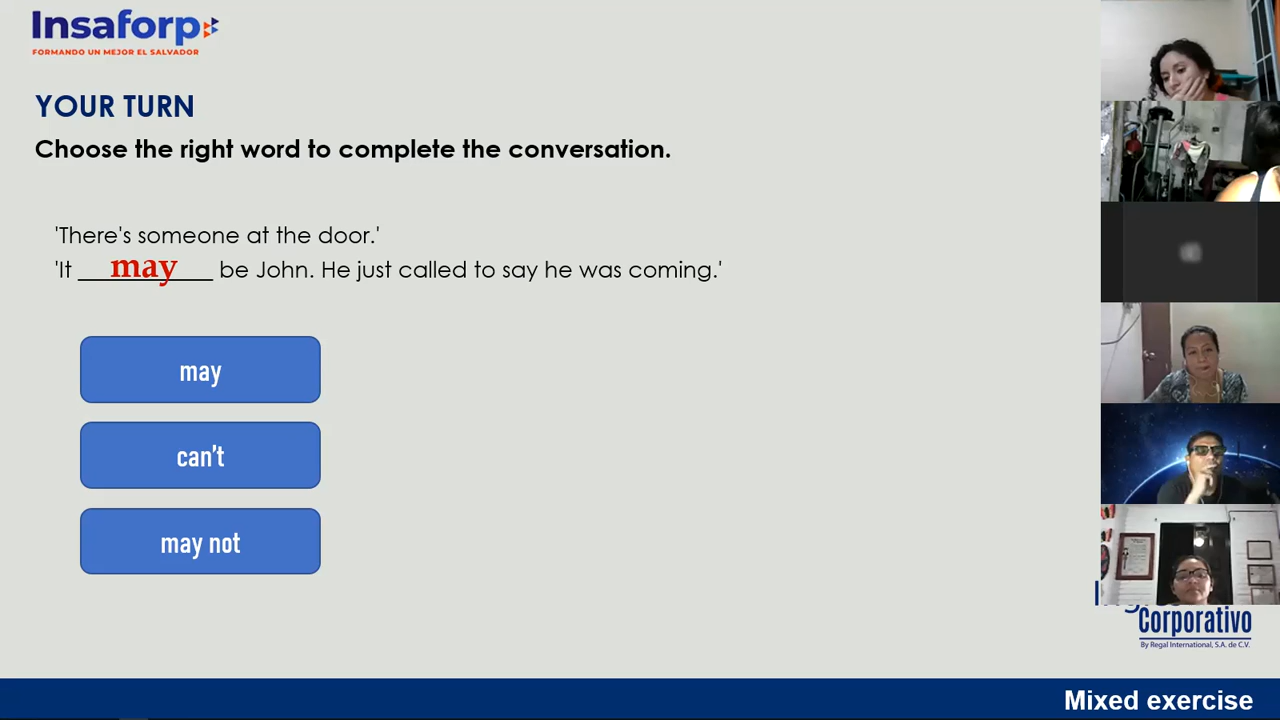 Insaforp
FORMANDO UN MEJOR EL SALVADOR
YOUR TURN
Choose the right word to complete the conversation.
'There's someone at the door.'
'It may be John. He just called to say he was coming.'
may
can't
may not
Corporativo
By Regal International, S.A. de C.V.
Mixed exercise